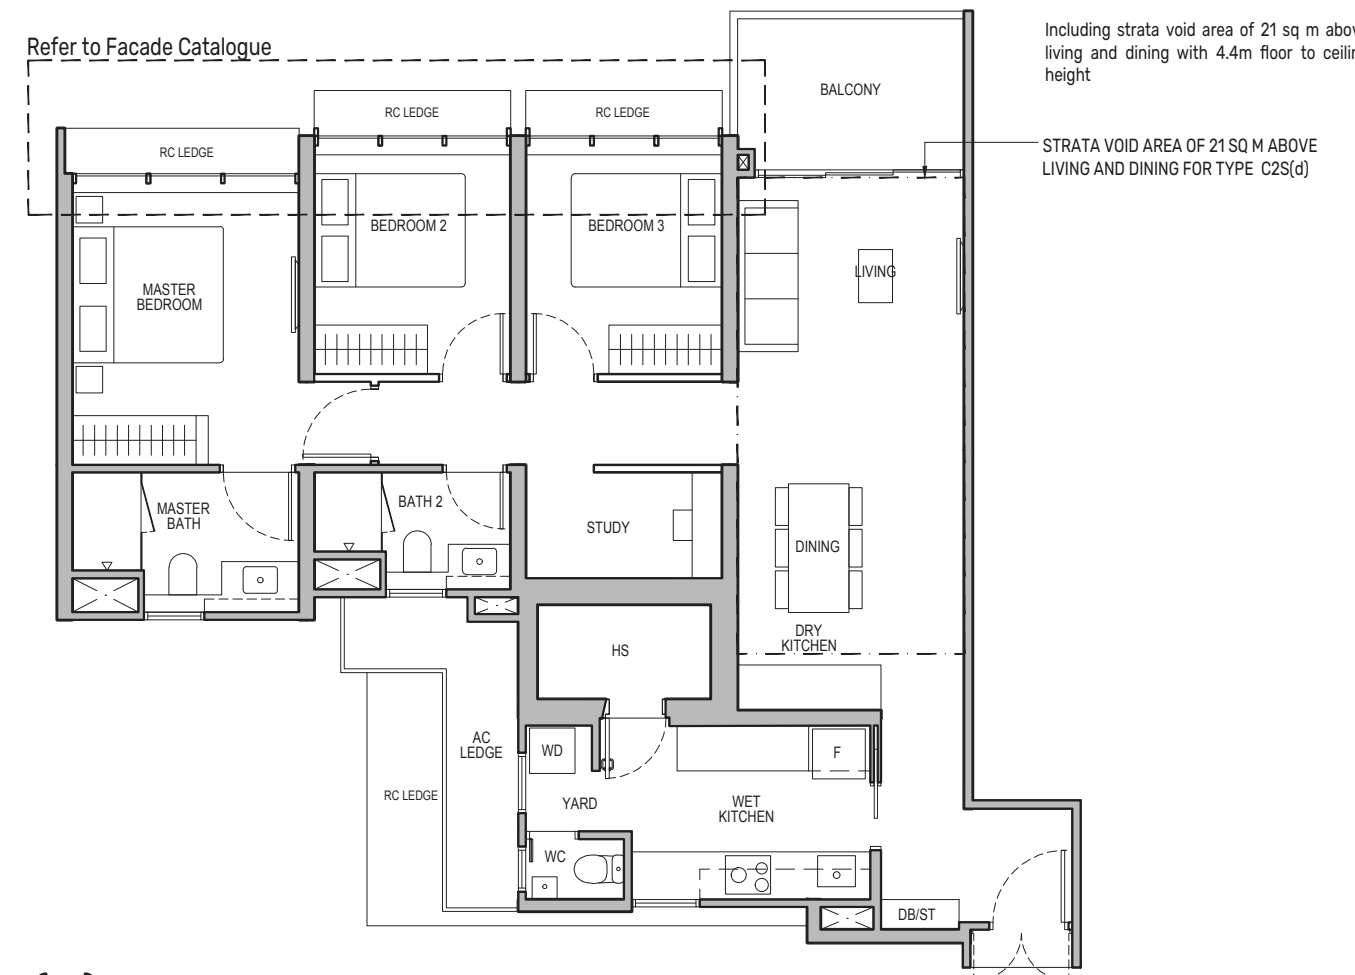 Refer to Facade Catalogue
Including strata void area of 21 sq m
living and dining with 4.4m floor to
height
STRATA VOID AREA OF 21 SQ M ABOVE
LIVING AND DINING FOR TYPE C2S(d)
BALCONY
RC LEDGE
RC LEDGE
RC LEDGE
BEDROOM 2
BEDROOM 3
LIVING
MASTER
BEDROOM
MASTER
BATH
BATH 2
STUDY
DINING
DRY
KITCHEN
HS
AC
LEDGE
WD
F
RC LEDGE
YARD
WET
KITCHEN
WC
DB/ST